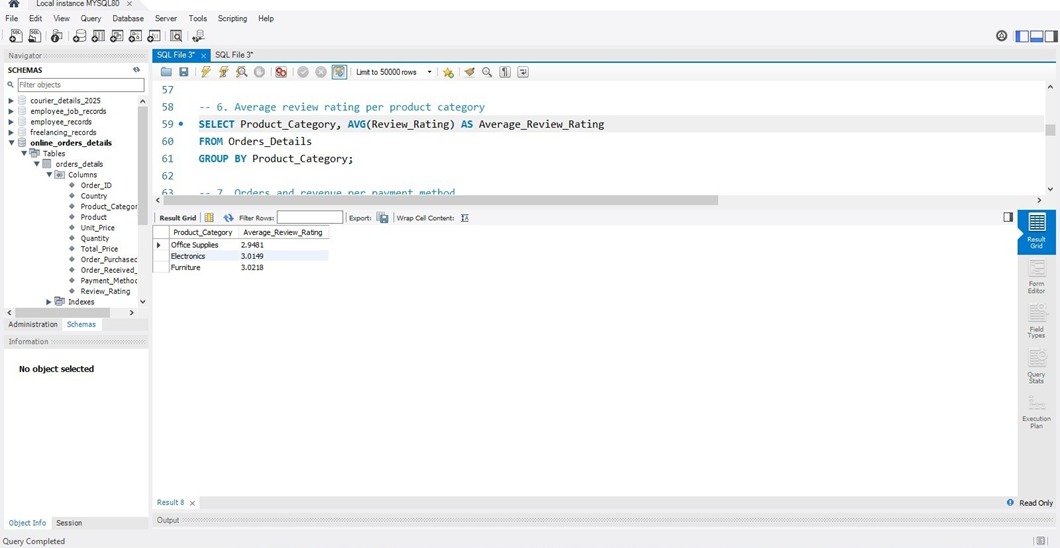 Local instance MYSQL80
File Edit View Query Database Server Tools Scripting Help
Navigator
SCHEMAS
Filter objects
courier_details_2025
employee_job_records
employee_records
freelancing_records
online_orders_details
Tables
orders_details
Columns
Order_ID
Country
Product_Categor
Product
Unit_Price
Quantity
Total_Price
Order_Purchased
Order_Received_
Payment_Method
Review_Rating
Indexes
Administration Schemas
Information
No object selected
Object Info Session
Query Completed
SQL File 3* SQL File 3*
Limit to 50000 rows
57
58 -- 6. Average review rating per product category
59 SELECT Product_Category, AVG(Review_Rating) AS Average_Review_Rating
60 FROM Orders_Details
61 GROUP BY Product_Category;
62
63 -- 7. Orders and revenue per payment method
Result Grid Filter Rows: Export: Wrap Cell Content:
Product_Category Average_Review_Rating
Office Supplies 2.9481
Electronics 3.0149
Furniture 3.0218
Result Grid
Form Editor
Field Types
Query Stats
Execution Plan
Result 8
Read Only
Output